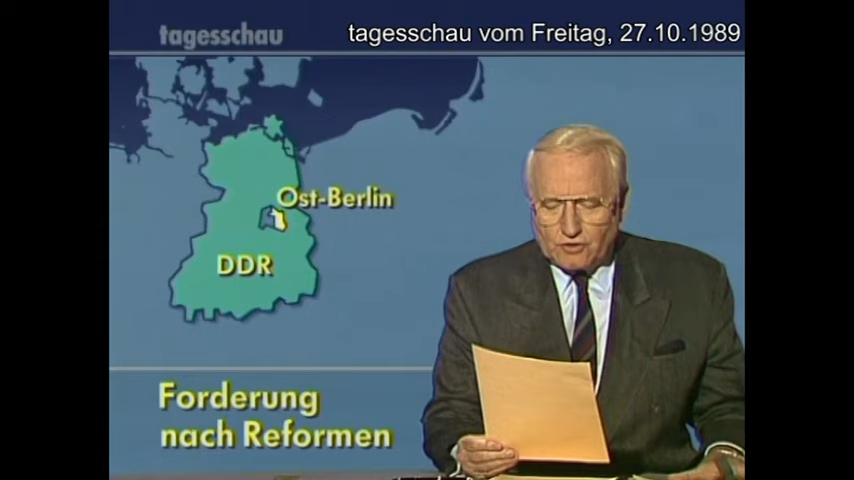 tagesschau
tagesschau vom Freitag, 27.10.1989
Ost-Berlin
DDR
Forderung
nach Reformen